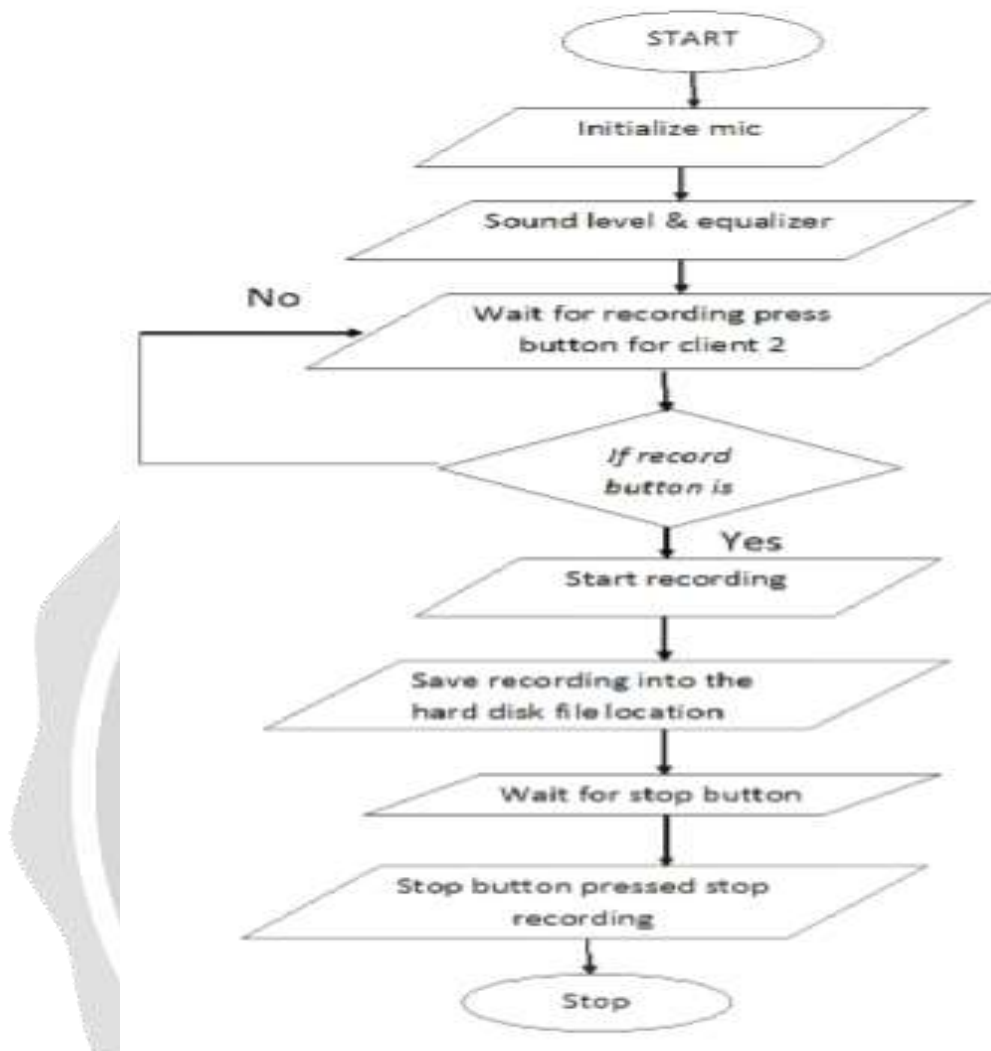 START
Initialize mic
Sound level & equalizer
No
Wait for recording press
button for client 2
If record
button is
Yes
Start recording
Save recording into the
hard disk file location
Wait for stop button
Stop button pressed stop
recording
Stop